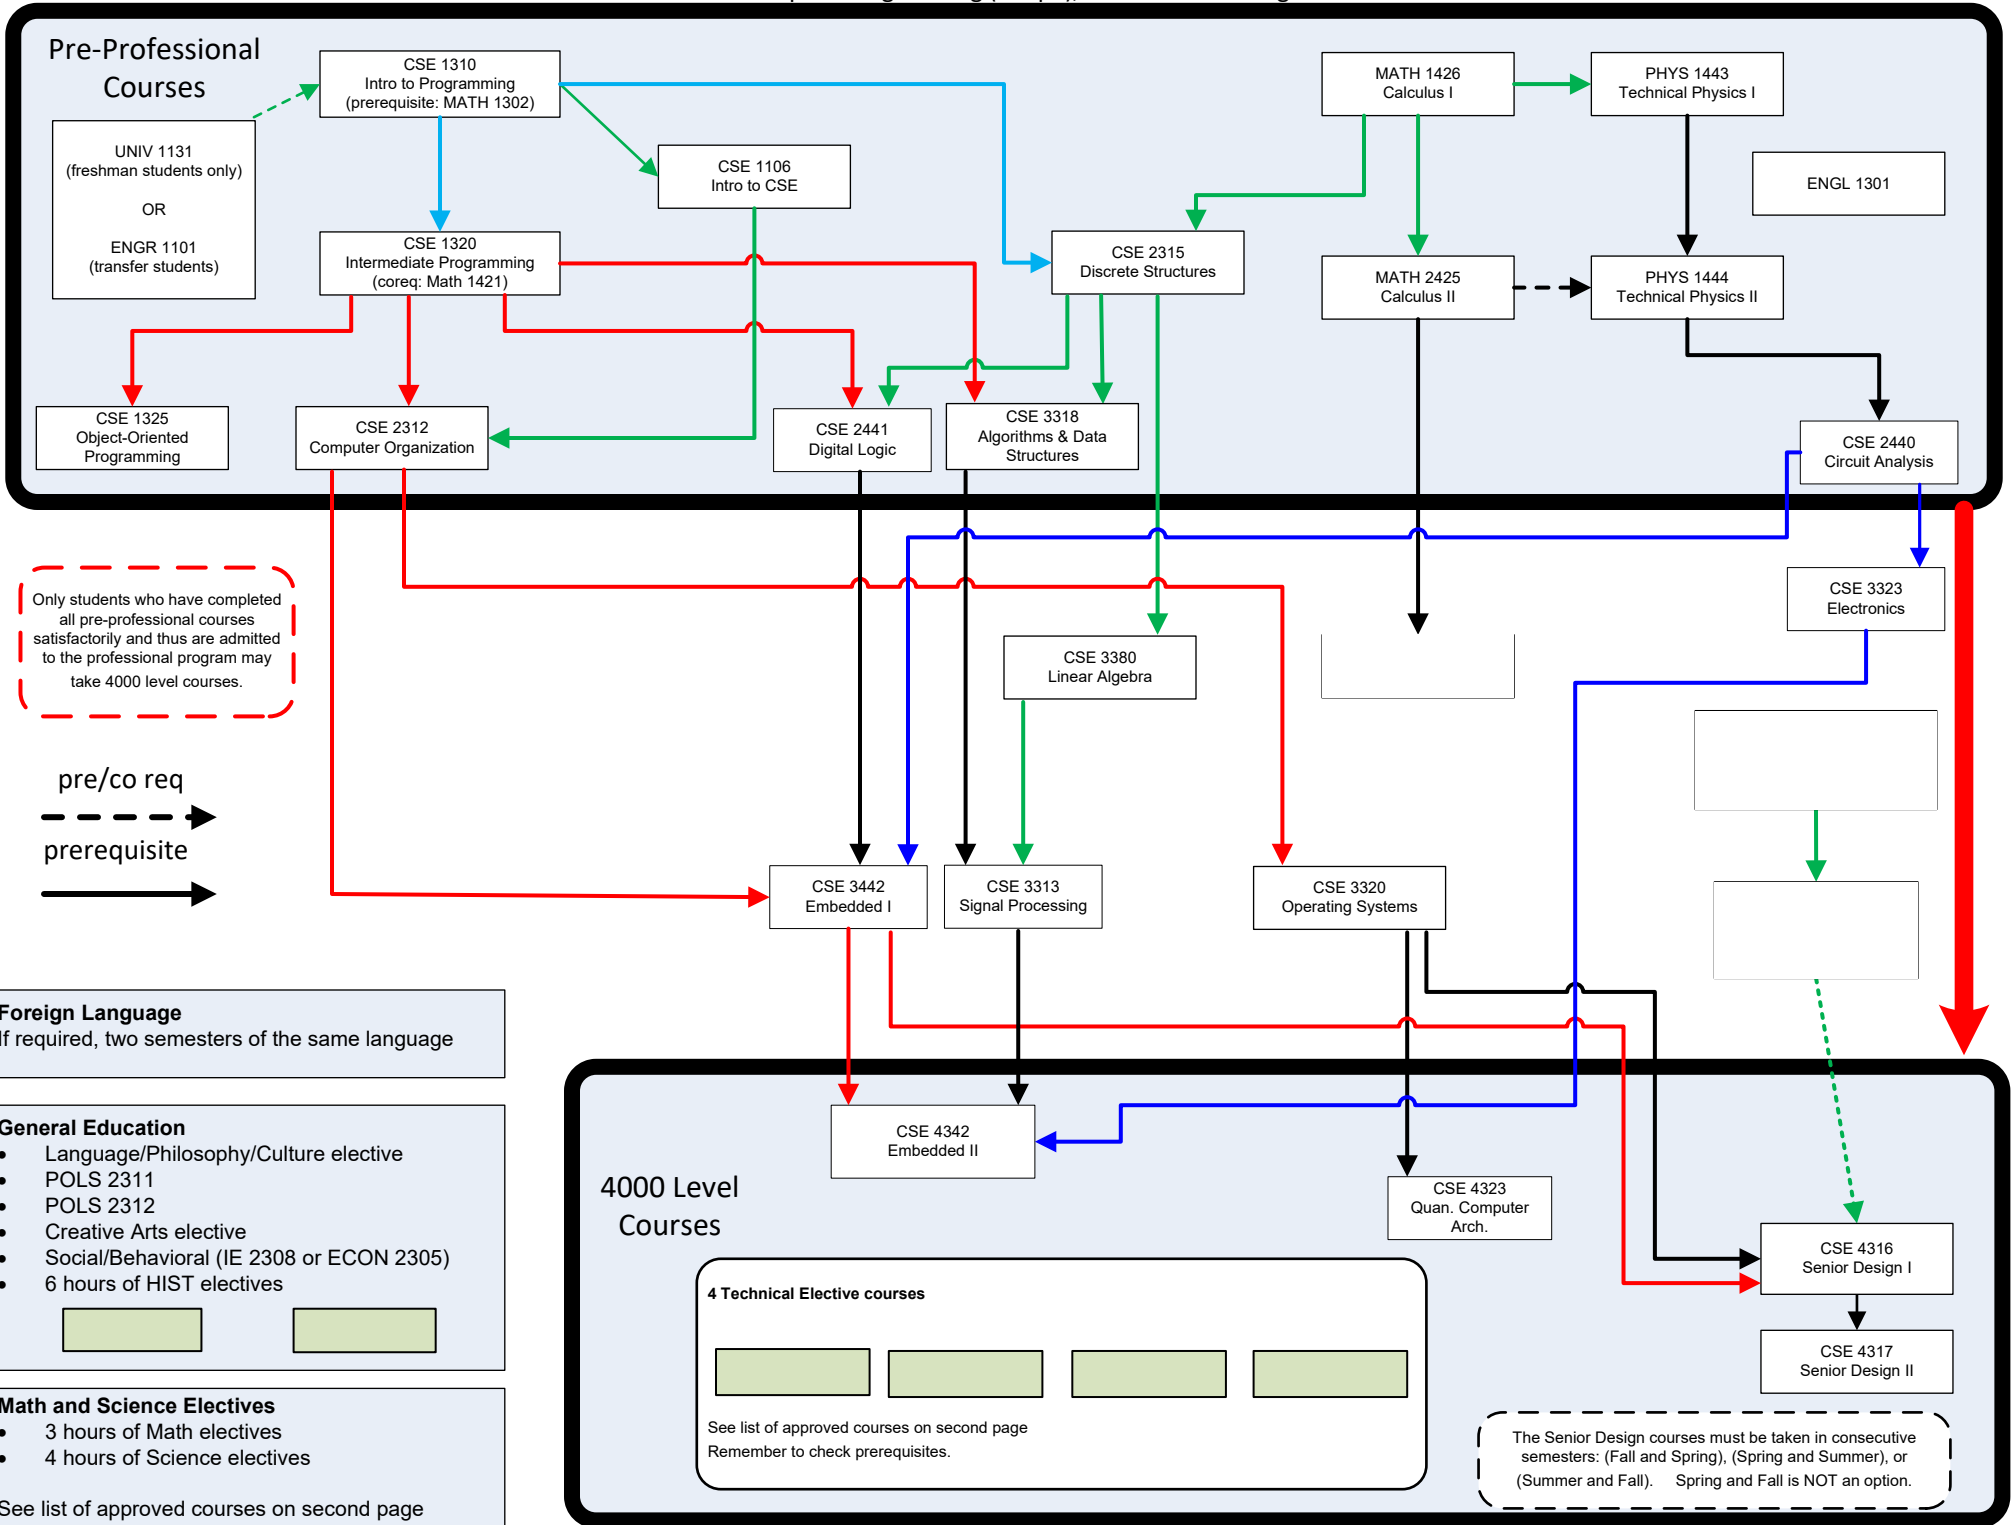 Pre-Professional
Courses
CSE 1310
Intro to Programming
(prerequisite: MATH 1302)
MATH 1426
Calculus I
PHYS 1443
Technical Physics I
UNIV 1131
(freshman students only)
OR
ENGR 1101
(transfer students)
CSE 1106
Intro to CSE
ENGL 1301
CSE 1320
Intermediate Programming
(coreq: Math 1421)
CSE 2315
Discrete Structures
MATH 2425
Calculus II
PHYS 1444
Technical Physics II
CSE 1325
Object-Oriented
Programming
CSE 2312
Computer Organization
CSE 2441
Digital Logic
CSE 3318
Algorithms & Data
Structures
CSE 2440
Circuit Analysis
Only students who have completed
all pre-professional courses
satisfactorily and thus are admitted
to the professional program may
take 4000 level courses.
CSE 3323
Electronics
CSE 3380
Linear Algebra
pre/co req
prerequisite
CSE 3442
Embedded I
CSE 3313
Signal Processing
CSE 3320
Operating Systems
Foreign Language
If required, two semesters of the same language
General Education
• Language/Philosophy/Culture elective
• POLS 2311
• POLS 2312
• Creative Arts elective
• Social/Behavioral (IE 2308 or ECON 2305)
• 6 hours of HIST electives
Math and Science Electives
• 3 hours of Math electives
• 4 hours of Science electives
See list of approved courses on second page
CSE 4342
Embedded II
4000 Level
Courses
CSE 4323
Quan. Computer
Arch.
CSE 4316
Senior Design I
CSE 4317
Senior Design II
4 Technical Elective courses
See list of approved courses on second page
Remember to check prerequisites.
The Senior Design courses must be taken in consecutive
semesters: (Fall and Spring), (Spring and Summer), or
(Summer and Fall). Spring and Fall is NOT an option.